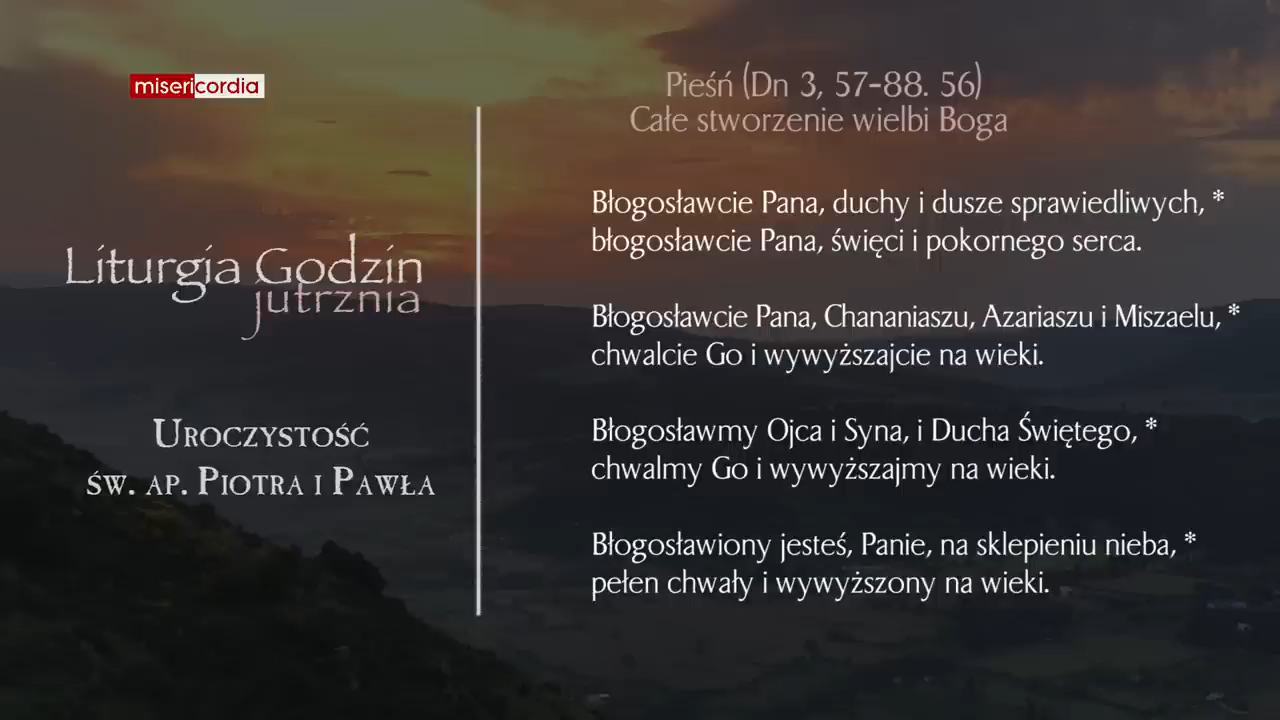 misericordia
Liturgia Godzin
jutrznia
Uroczystość
św. ap. Piotra i Pawła
Pieśń (Dn 3, 57-88. 56)
Całe stworzenie wielbi Boga
Błogosławcie Pana, duchy i dusze sprawiedliwych, *
błogosławcie Pana, święci i pokornego serca.
Błogosławcie Pana, Chananiaszu, Azariaszu i Miszaelu, *
chwalcie Go i wywyższajcie na wieki.
Błogosławmy Ojca i Syna, i Ducha Świętego, *
chwalmy Go i wywyższajmy na wieki.
Błogosławiony jesteś, Panie, na sklepieniu nieba, *
pełen chwały i wywyższony na wieki.